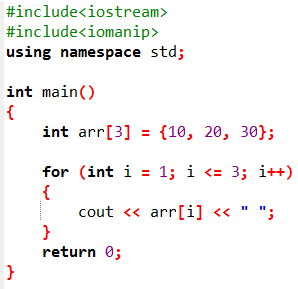 #include<iostream>
#include<iomanip>
using namespace std;

int main()
{
    int arr[3] = {10, 20, 30};

    for (int i = 1; i <= 3; i++)
    {
        cout << arr[i] << " ";
    }
    return 0;
}